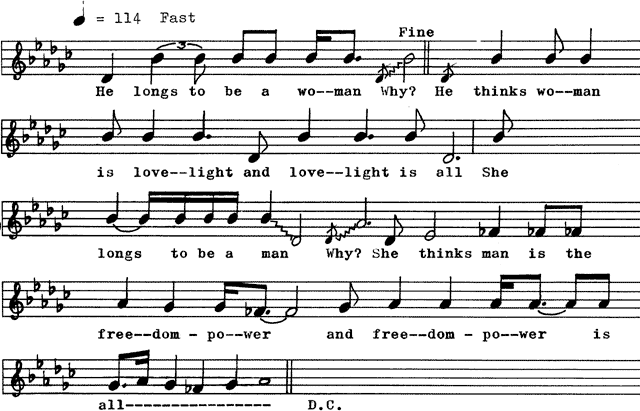 = 114 Fast
Fine
He longs to be a wo--man Why? He thinks wo--man
is love--light and love--light is all She
longs to be a man Why? She thinks man is the
free--dom - po--wer and free--dom - po--wer is
all---------------- D.C.